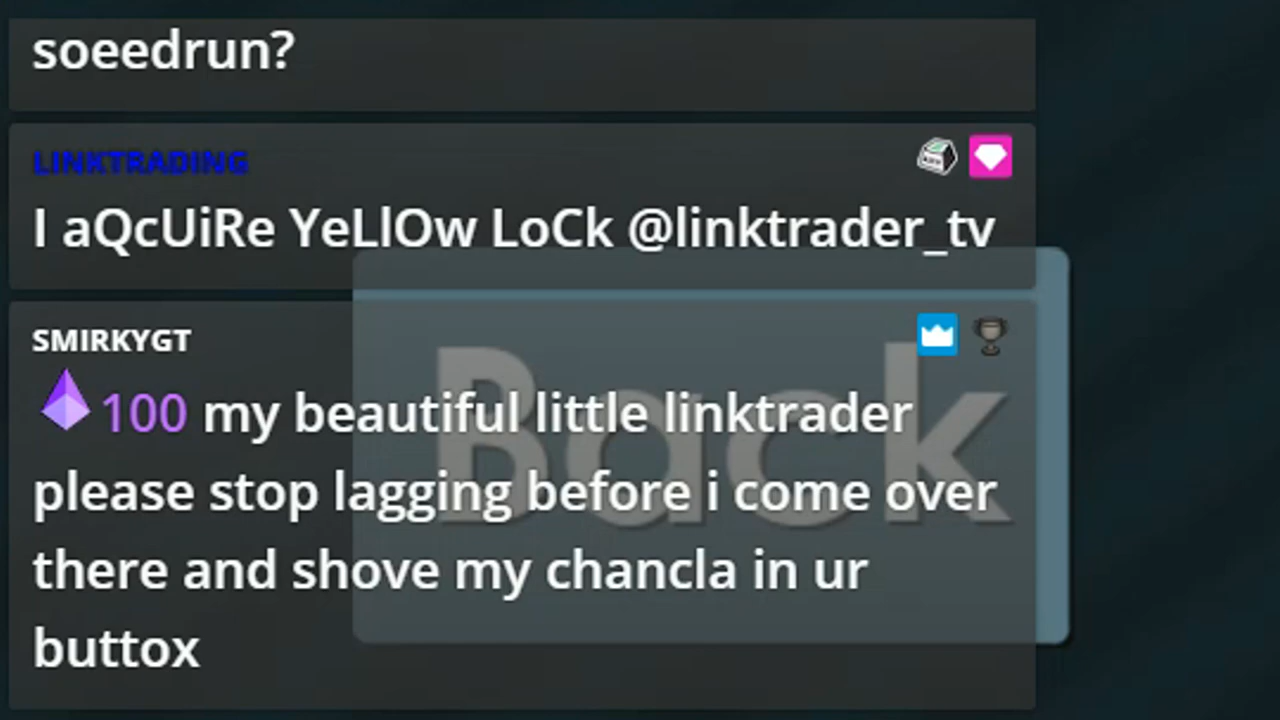 soeedrun?
LINKTRADING
I aQcUiRe YeLlOw LoCk @linktrader_tv
SMIRKYGT
100 my beautiful little linktrader
please stop lagging before i come over
there and shove my chancla in ur
buttox
Back